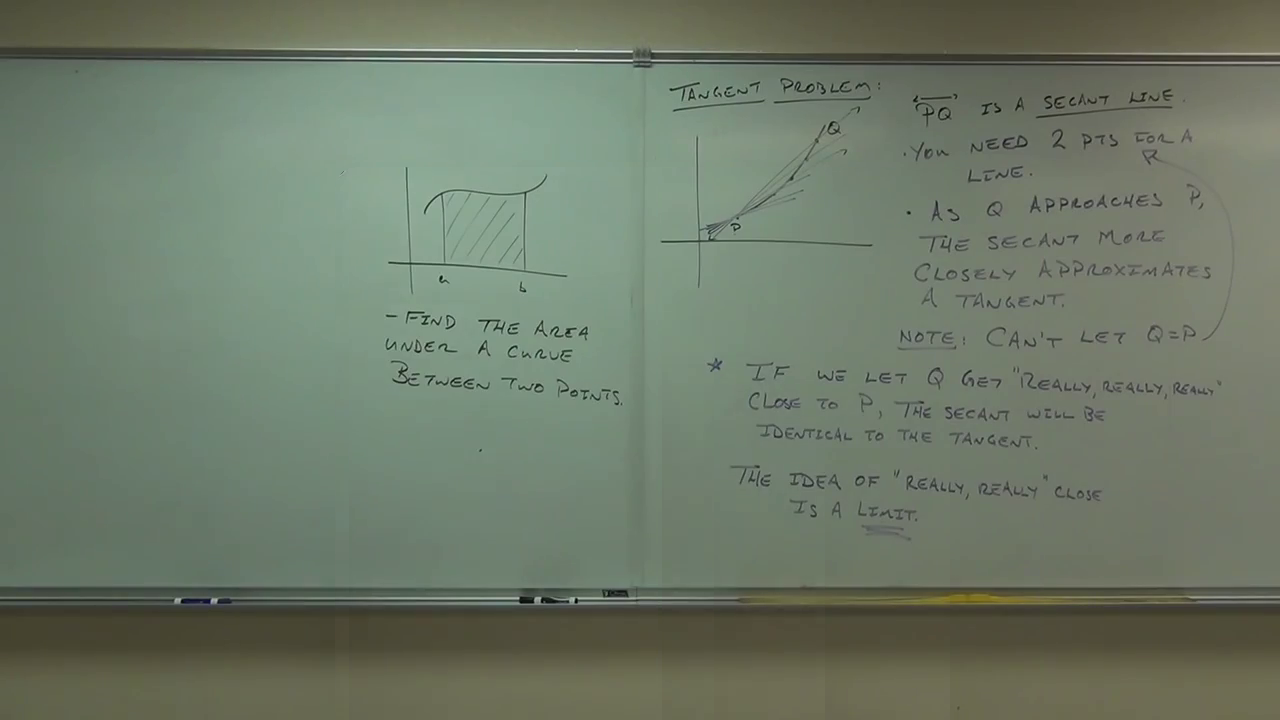 a b
- FIND THE AREA
UNDER A CURVE
BETWEEN TWO POINTS.
TANGENT PROBLEM:
Q
P
PQ IS A SECANT LINE.
· YOU NEED 2 PTS FOR A
LINE.
· AS Q APPROACHES P,
THE SECANT MORE
CLOSELY APPROXIMATES
A TANGENT.
NOTE: CAN'T LET Q=P
* IF WE LET Q GET "REALLY, REALLY, REALLY"
CLOSE TO P, THE SECANT WILL BE
IDENTICAL TO THE TANGENT.
THE IDEA OF "REALLY, REALLY" CLOSE
IS A LIMIT.